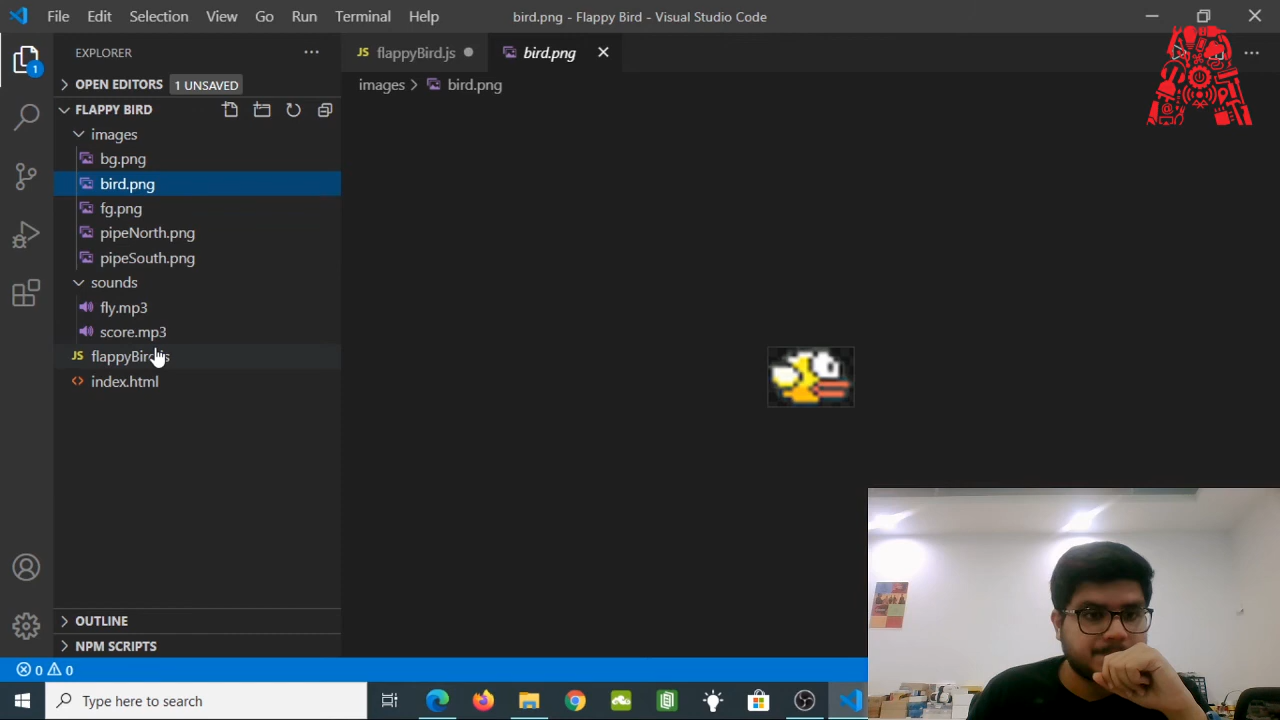 File Edit Selection View Go Run Terminal Help
bird.png - Flappy Bird - Visual Studio Code
EXPLORER
flappyBird.js
bird.png
OPEN EDITORS
1 UNSAVED
images > bird.png
FLAPPY BIRD
images
bg.png
bird.png
fg.png
pipeNorth.png
pipeSouth.png
sounds
fly.mp3
score.mp3
JS
index.html
OUTLINE
NPM SCRIPTS
0 0
Type here to search